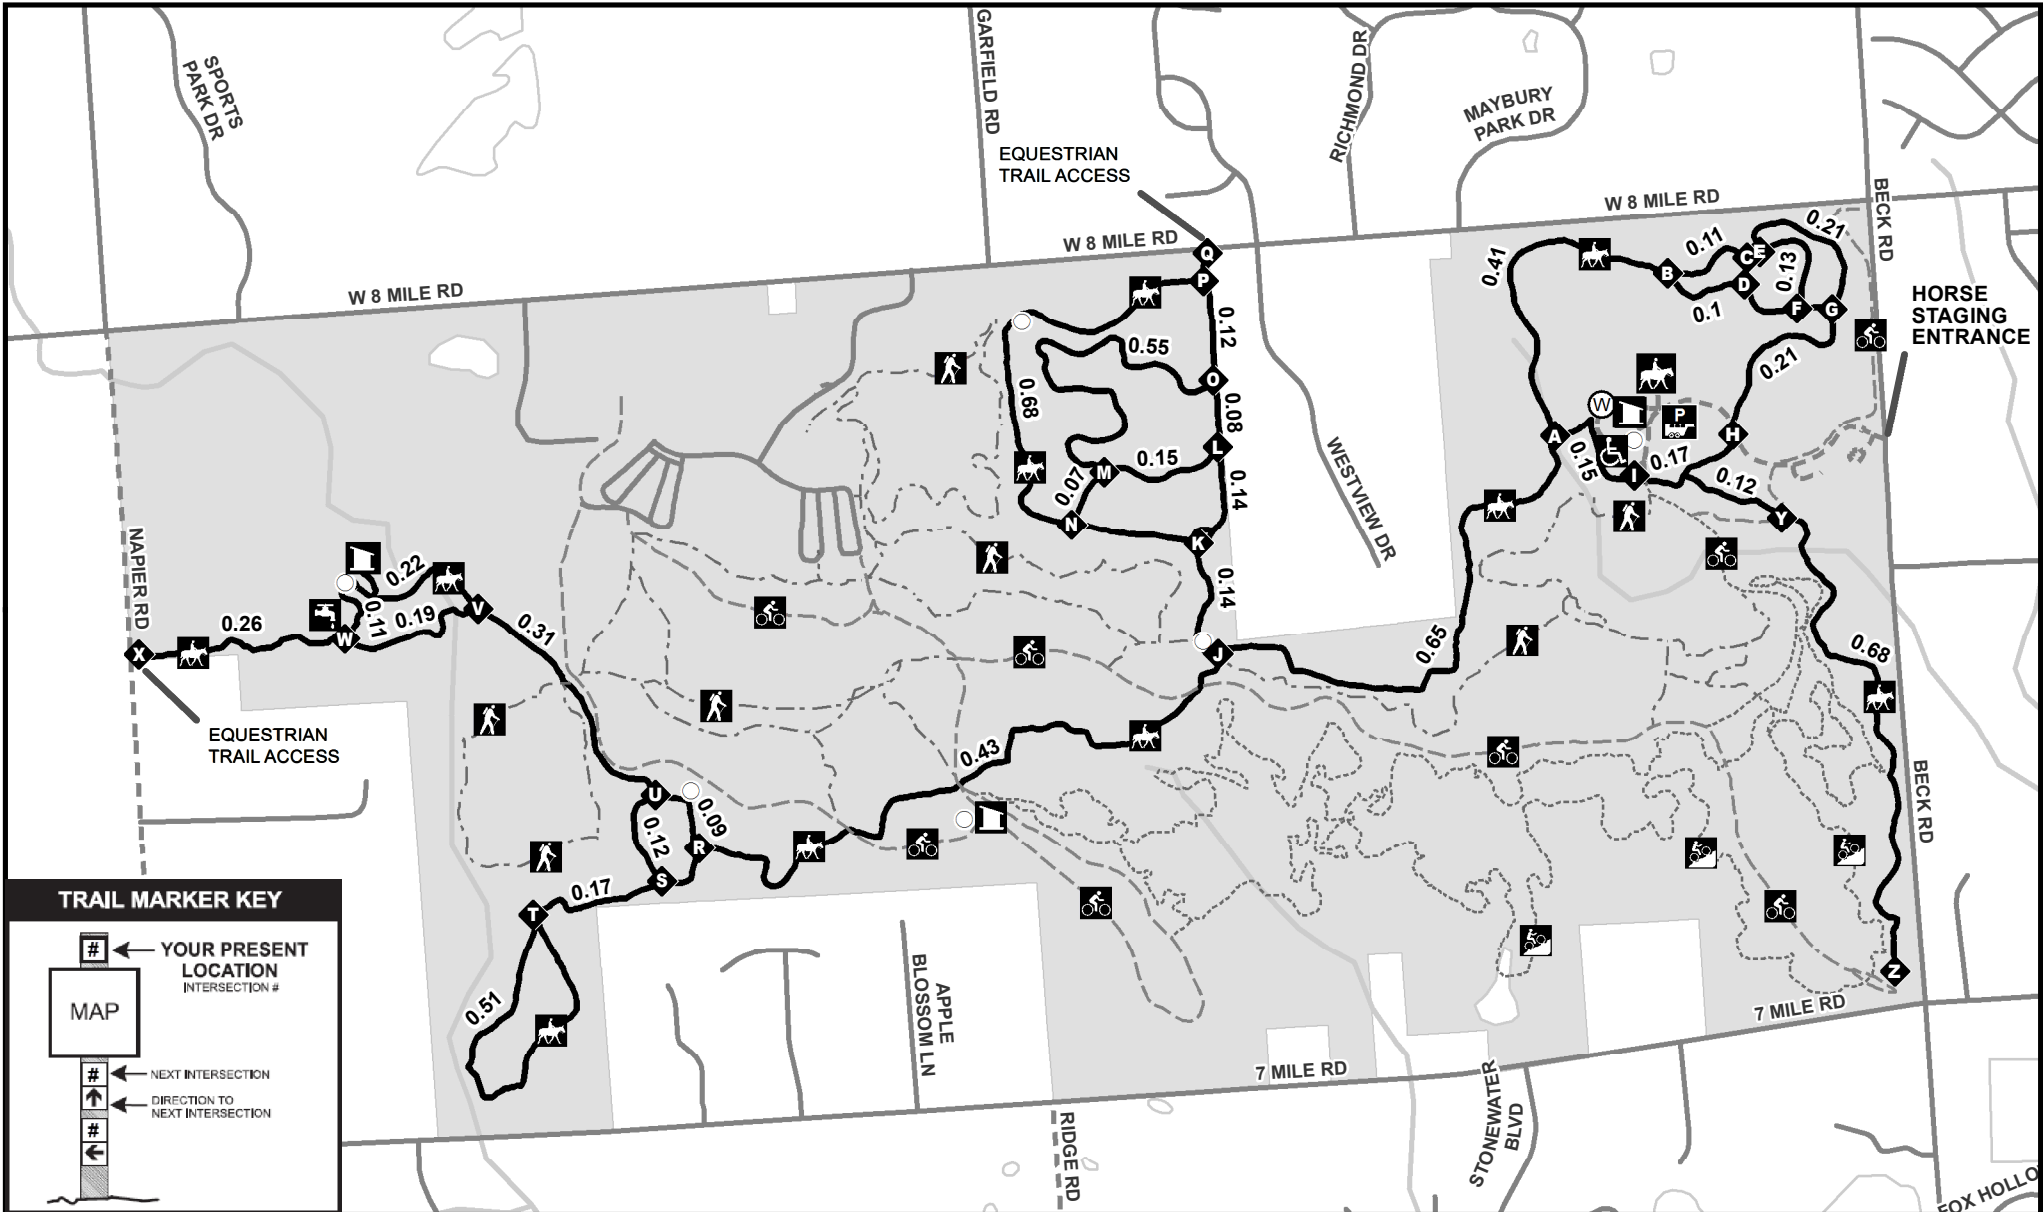 SPORTS
PARK DR
GARFIELD RD
RICHMOND DR
MAYBURY
PARK DR
EQUESTRIAN
TRAIL ACCESS
W 8 MILE RD
BECK RD
W 8 MILE RD
W 8 MILE RD
HORSE
STAGING
ENTRANCE
Q
P
0.12
0.55
O
0.68
0.08
L
M
0.15
0.07
0.14
N
K
0.14
J
WESTVIEW DR
0.41
0.11
0.21
B
C
E
D
0.13
0.1
F
G
0.21
W
P
A
H
0.15
I
0.17
0.12
Y
0.65
0.68
NAPIER RD
0.22
0.11
0.19
V
0.26
W
X
0.31
EQUESTRIAN
TRAIL ACCESS
0.43
U
0.09
0.12
R
S
0.17
T
0.51
BECK RD
Z
7 MILE RD
7 MILE RD
APPLE
BLOSSOM LN
STONEWATER
BLVD
RIDGE RD
FOX HOLLO
TRAIL MARKER KEY
#
YOUR PRESENT
LOCATION
INTERSECTION #
MAP
#
NEXT INTERSECTION
DIRECTION TO
NEXT INTERSECTION
#